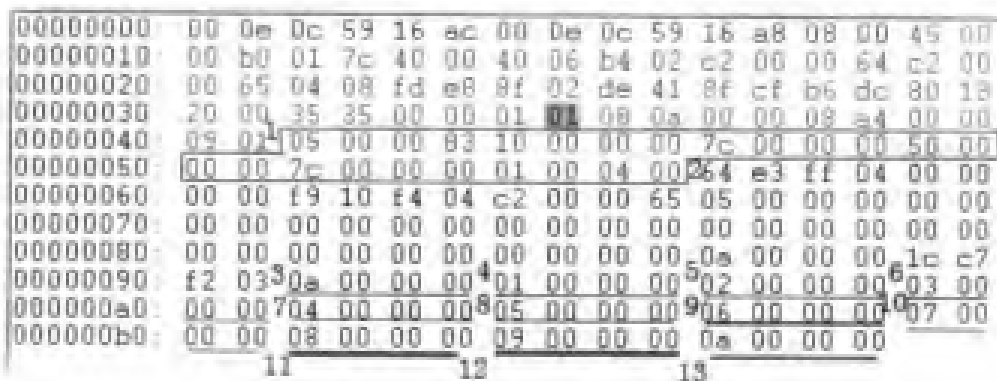 00000000: 00 0e 0c 59 16 ac 00 0e 0c 59 16 a8 08 00 45 00
00000010: 00 b0 01 7c 40 00 40 06 b4 02 c2 00 00 64 c2 00
00000020: 00 65 04 08 fd e8 8f 02 de 41 8f cf b6 dc 80 18
00000030: 20 00 35 35 00 00 01 01 08 0a 00 00 08 a4 00 00
00000040: 09 02 1 05 00 00 83 10 00 00 00 7c 00 00 00 50 00
00000050: 00 00 7c 00 00 00 01 00 04 00 2 64 e3 ff 04 00 00
00000060: 00 00 f9 10 f4 04 c2 00 00 65 05 00 00 00 00 00
00000070: 00 00 00 00 00 00 00 00 00 00 00 00 00 00 00 00
00000080: 00 00 00 00 00 00 00 00 00 00 0a 00 00 00 1c c7
00000090: f2 03 3 0a 00 00 00 4 01 00 00 00 5 02 00 00 00 6 03 00
000000a0: 00 00 7 04 00 00 00 8 05 00 00 00 9 06 00 00 00 10 07 00
000000b0: 00 00 08 00 00 00 09 00 00 00 0a 00 00 00
11 12 13